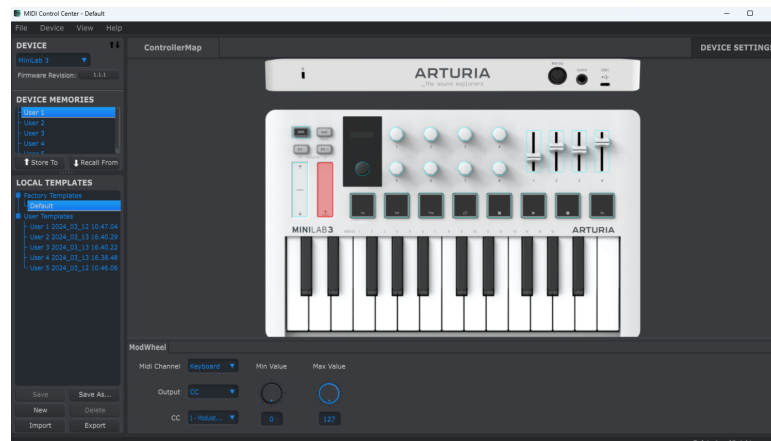 MIDI Control Center - Default
File Device View Help
DEVICE
MiniLab 3
Firmware Revision: 1.1.1
DEVICE MEMORIES
User 1
User 2
User 3
User 4
Store To Recall From
LOCAL TEMPLATES
Factory Templates
Default
User Templates
User 1 2024_03_12 10.47.04
User 2 2024_03_13 16.40.29
User 3 2024_03_13 16.40.22
User 4 2024_03_13 16.38.48
User 5 2024_03_12 10.46.06
Save Save As...
New Delete
Import Export
ControllerMap
DEVICE SETTINGS
ARTURIA
_The sound explorers
MINILAB3
ARTURIA
ModWheel
Midi Channel Keyboard Min Value Max Value
Output CC
CC 1 - Modulat... 0 127